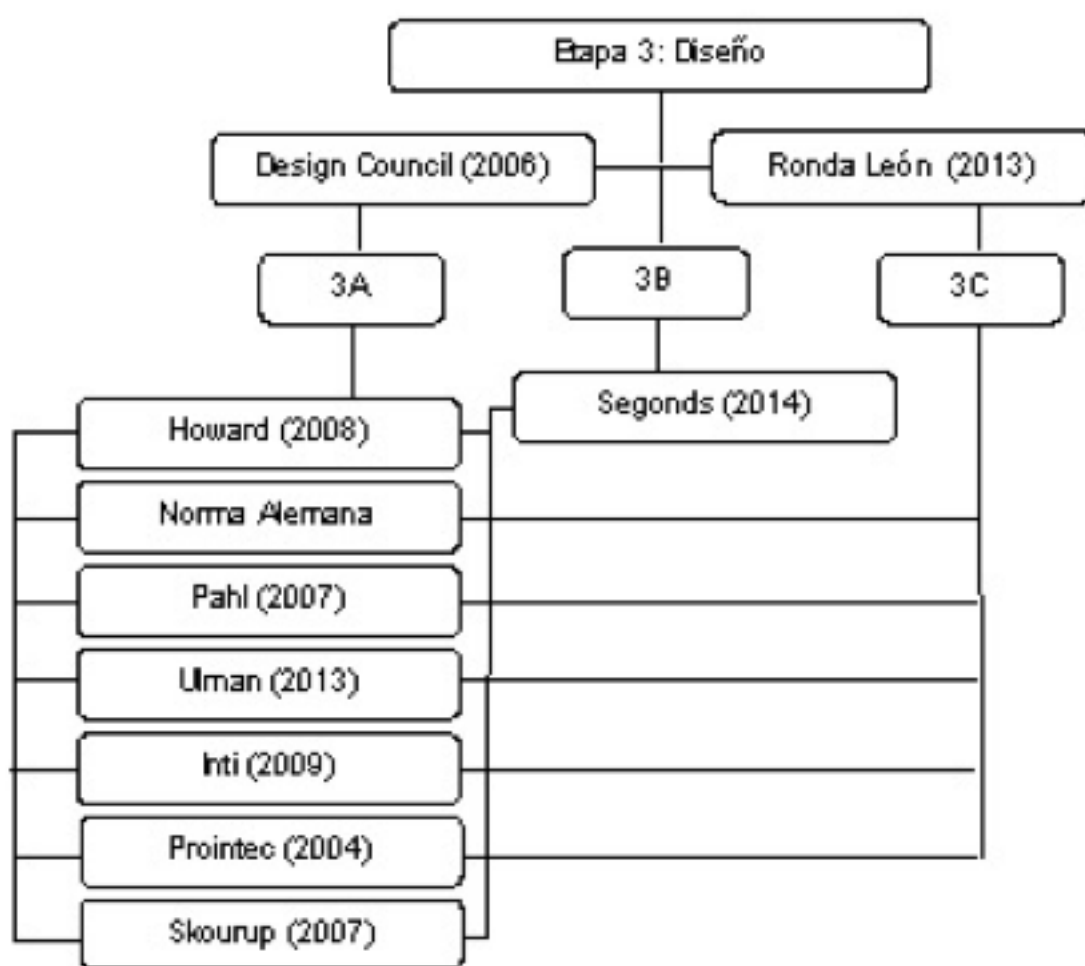 Etapa 3: Diseño
Design Council (2006)
Ronda León (2013)
3A
3B
3C
Segonds (2014)
Howard (2008)
Norma Alemana
Pahl (2007)
Ulman (2013)
Inti (2009)
Prointec (2004)
Skourup (2007)